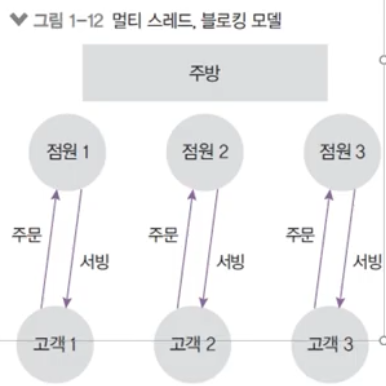 그림 1-12 멀티 스레드, 블로킹 모델
주방
점원 1 점원 2 점원 3
주문 주문 주문
서빙 서빙 서빙
고객 1 고객 2 고객 3